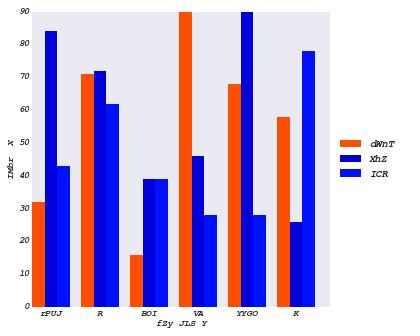 90
80
70
60
50
40
30
20
10
0
IWbr X
rPUJ R BOI VA YYGO K
fZy JLS Y
dWnT
XhZ
ICR